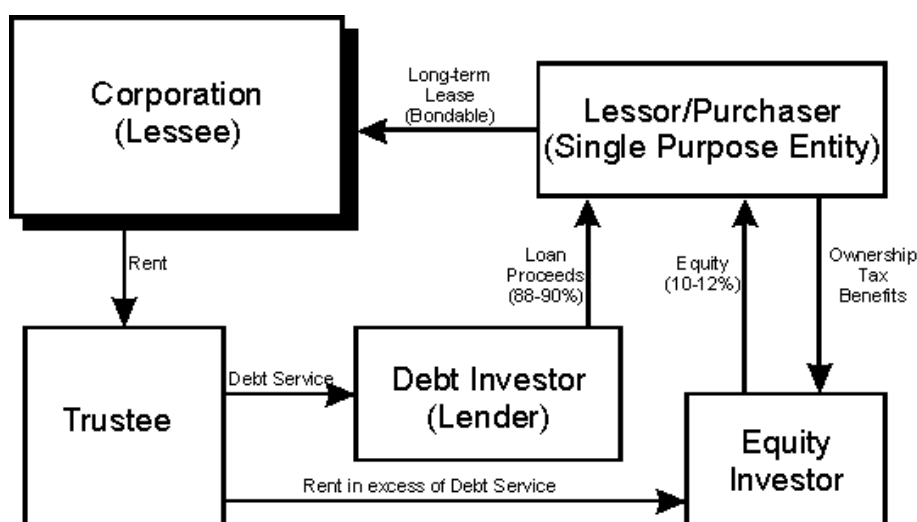 Corporation
(Lessee)
Long-term
Lease
(Bondable)
Lessor/Purchaser
(Single Purpose Entity)
Rent
Loan
Proceeds
(88-90%)
Equity
(10-12%)
Ownership
Tax
Benefits
Trustee
Debt Service
Debt Investor
(Lender)
Equity
Investor
Rent in excess of Debt Service